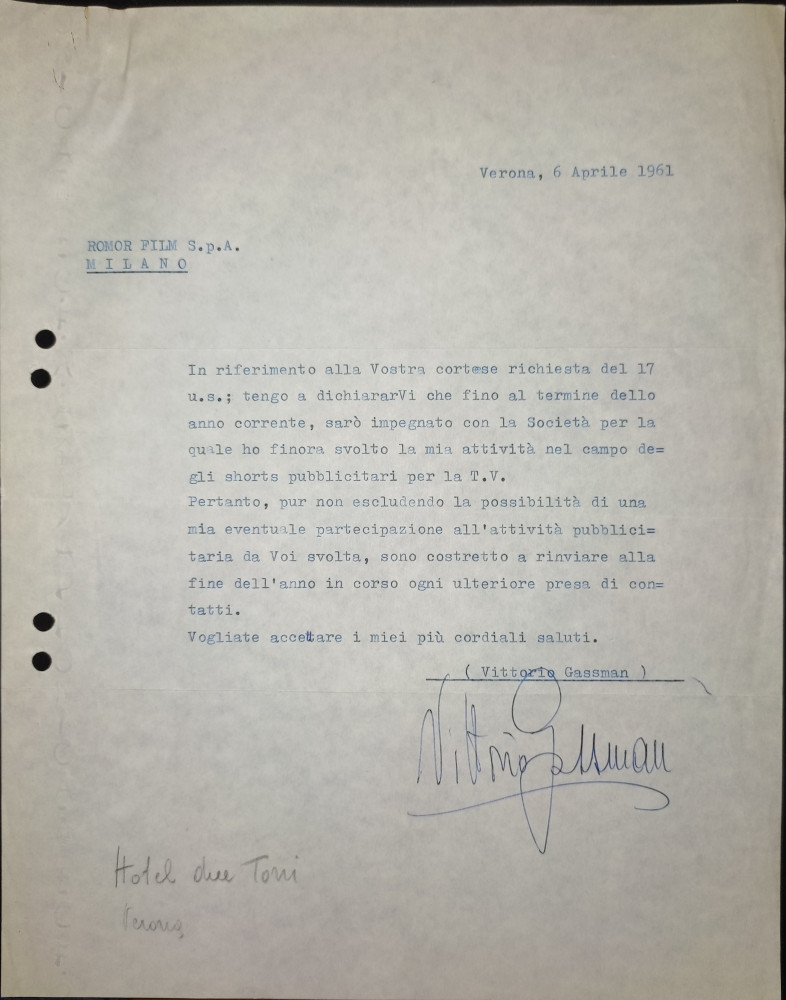 Verona, 6 Aprile 1961
ROMOR FILM S.p.A.
M I L A N O
In riferimento alla Vostra cortese richiesta del 17
u.s.; tengo a dichiararVi che fino al termine dello
anno corrente, sarò impegnato con la Società per la
quale ho finora svolto la mia attività nel campo de=
gli shorts pubblicitari per la T.V.
Pertanto, pur non escludendo la possibilità di una
mia eventuale partecipazione all'attività pubblici=
taria da Voi svolta, sono costretto a rinviare alla
fine dell'anno in corso ogni ulteriore presa di con=
tatti.
Vogliate accettare i miei più cordiali saluti.
( Vittorio Gassman )
Vittorio Gassman
Hotel due Torri
Verona